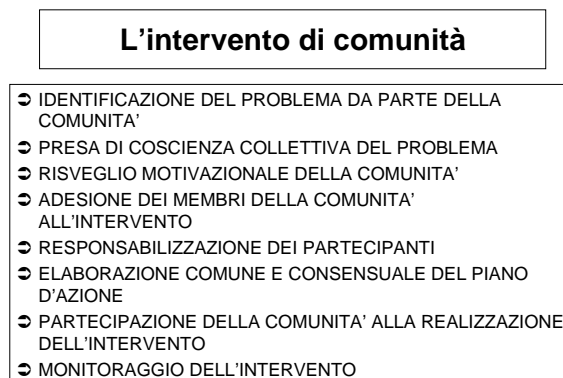 L'intervento di comunità
➲ IDENTIFICAZIONE DEL PROBLEMA DA PARTE DELLA
COMUNITA'
➲ PRESA DI COSCIENZA COLLETTIVA DEL PROBLEMA
➲ RISVEGLIO MOTIVAZIONALE DELLA COMUNITA'
➲ ADESIONE DEI MEMBRI DELLA COMUNITA'
ALL'INTERVENTO
➲ RESPONSABILIZZAZIONE DEI PARTECIPANTI
➲ ELABORAZIONE COMUNE E CONSENSUALE DEL PIANO
D'AZIONE
➲ PARTECIPAZIONE DELLA COMUNITA' ALLA REALIZZAZIONE
DELL'INTERVENTO
➲ MONITORAGGIO DELL'INTERVENTO